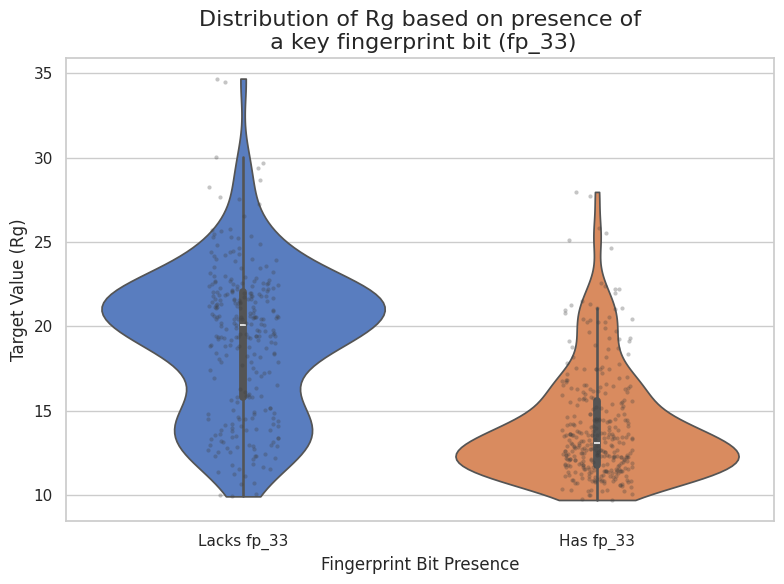 Distribution of Rg based on presence of
a key fingerprint bit (fp_33)
Target Value (Rg)
35
30
25
20
15
10
Lacks fp_33
Has fp_33
Fingerprint Bit Presence